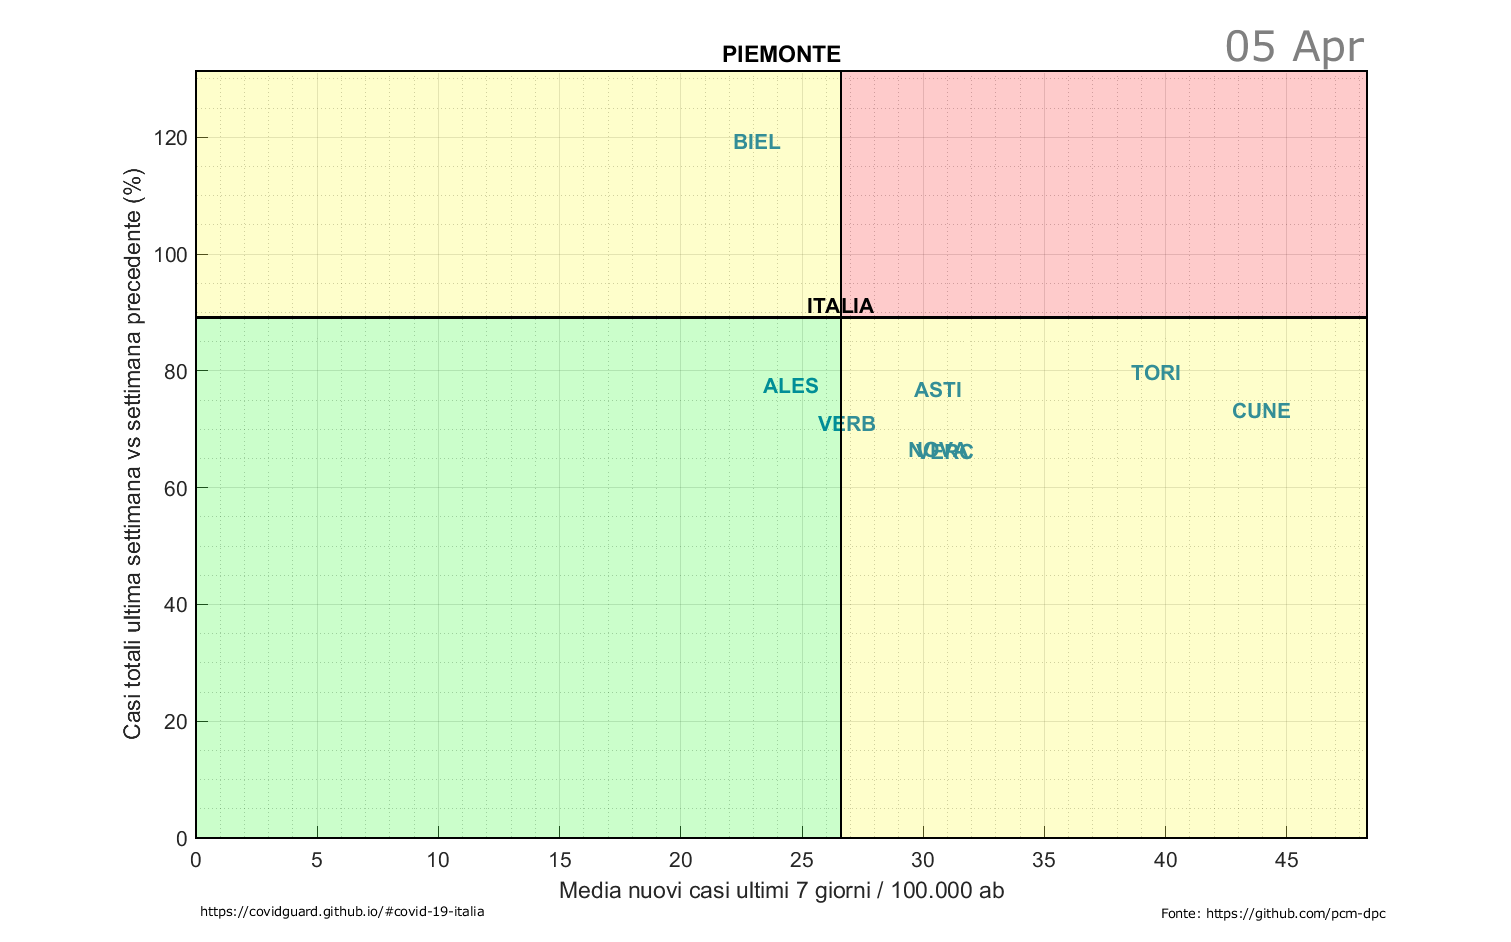 PIEMONTE
05 Apr
Casi totali ultima settimana vs settimana precedente (%)
120
100
80
60
40
20
0
BIEL
ITALIA
TORI
ALES
ASTI
CUNE
VERB
NOVA
VERC
0 5 10 15 20 25 30 35 40 45
Media nuovi casi ultimi 7 giorni / 100.000 ab
https://covidguard.github.io/#covid-19-italia
Fonte: https://github.com/pcm-dpc